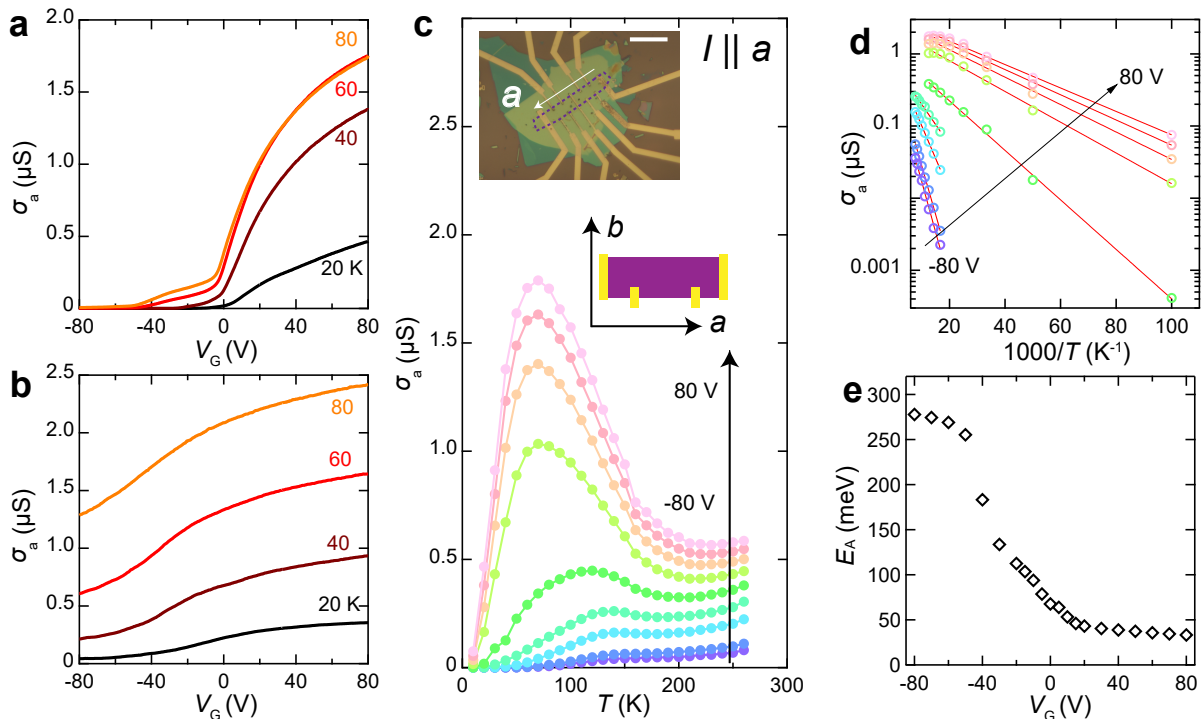 a
2.0
1.5
1.0
0.5
0
σa (μS)
80
60
40
20 K
-80 -40 0 40 80
VG (V)
b
2.5
2.0
1.5
1.0
0.5
0
σa (μS)
80
60
40
20 K
-80 -40 0 40 80
VG (V)
c
3.0
2.5
2.0
1.5
1.0
0.5
0
σa (μS)
I || a
a
b
a
80 V
-80 V
0 100 200 300
T (K)
d
1
0.1
0.001
σa (μS)
80 V
-80 V
20 40 60 80 100
1000/T (K-1)
e
300
250
200
150
100
50
0
EA (meV)
-80 -40 0 40 80
VG (V)